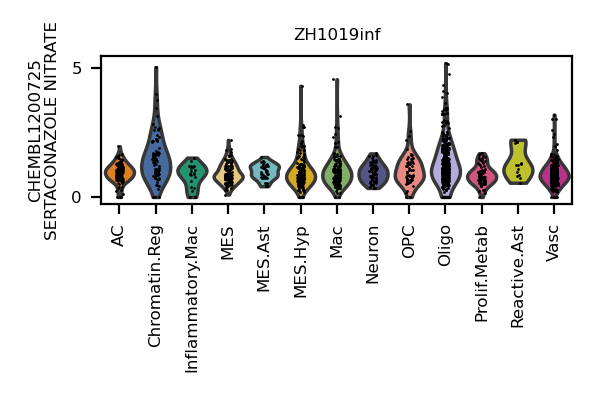 ZH1019inf
CHEMBL1200725
SERTACONAZOLE NITRATE
5
0
AC
Chromatin.Reg
Inflammatory.Mac
MES
MES.Ast
MES.Hyp
Mac
Neuron
OPC
Oligo
Prolif.Metab
Reactive.Ast
Vasc